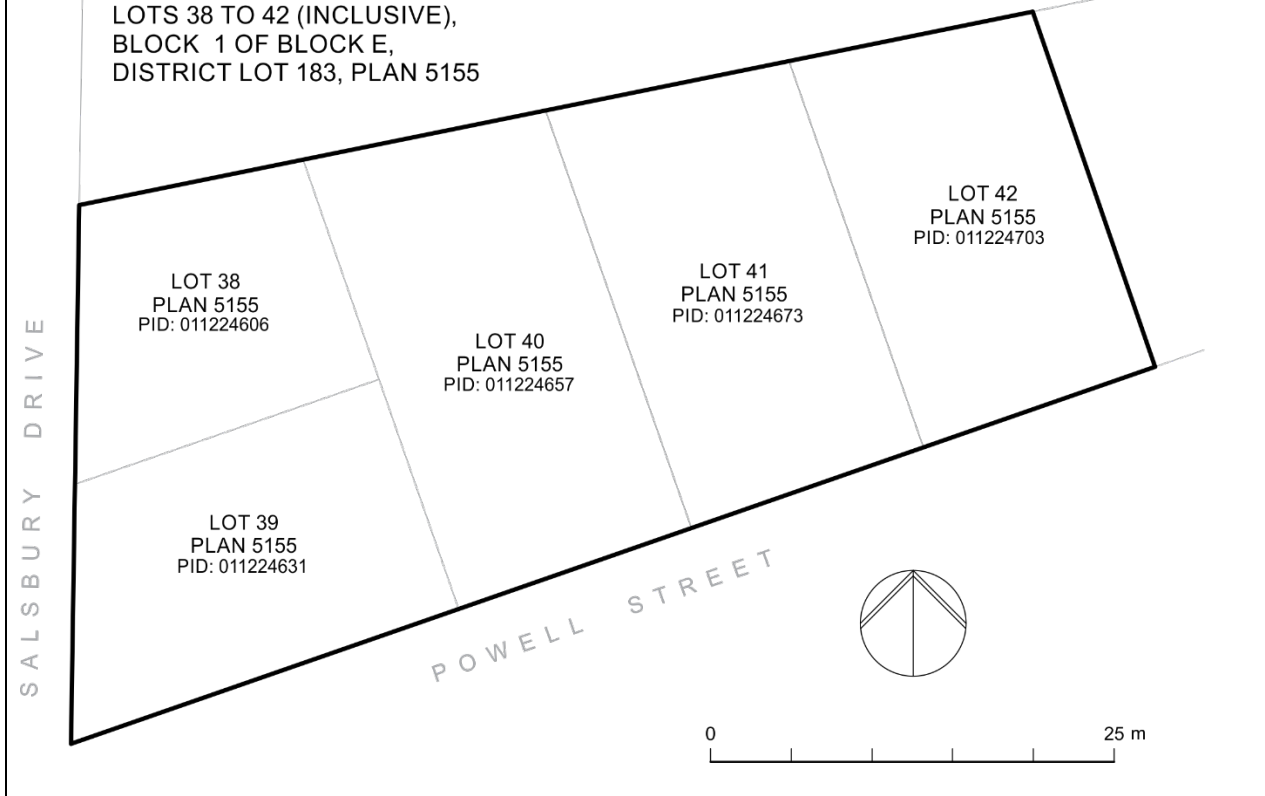 LOTS 38 TO 42 (INCLUSIVE),
BLOCK 1 OF BLOCK E,
DISTRICT LOT 183, PLAN 5155
LOT 42
PLAN 5155
PID: 011224703
LOT 41
PLAN 5155
PID: 011224673
LOT 38
PLAN 5155
PID: 011224606
LOT 40
PLAN 5155
PID: 011224657
LOT 39
PLAN 5155
PID: 011224631
SALSBURY DRIVE
POWELL STREET
0 25 m